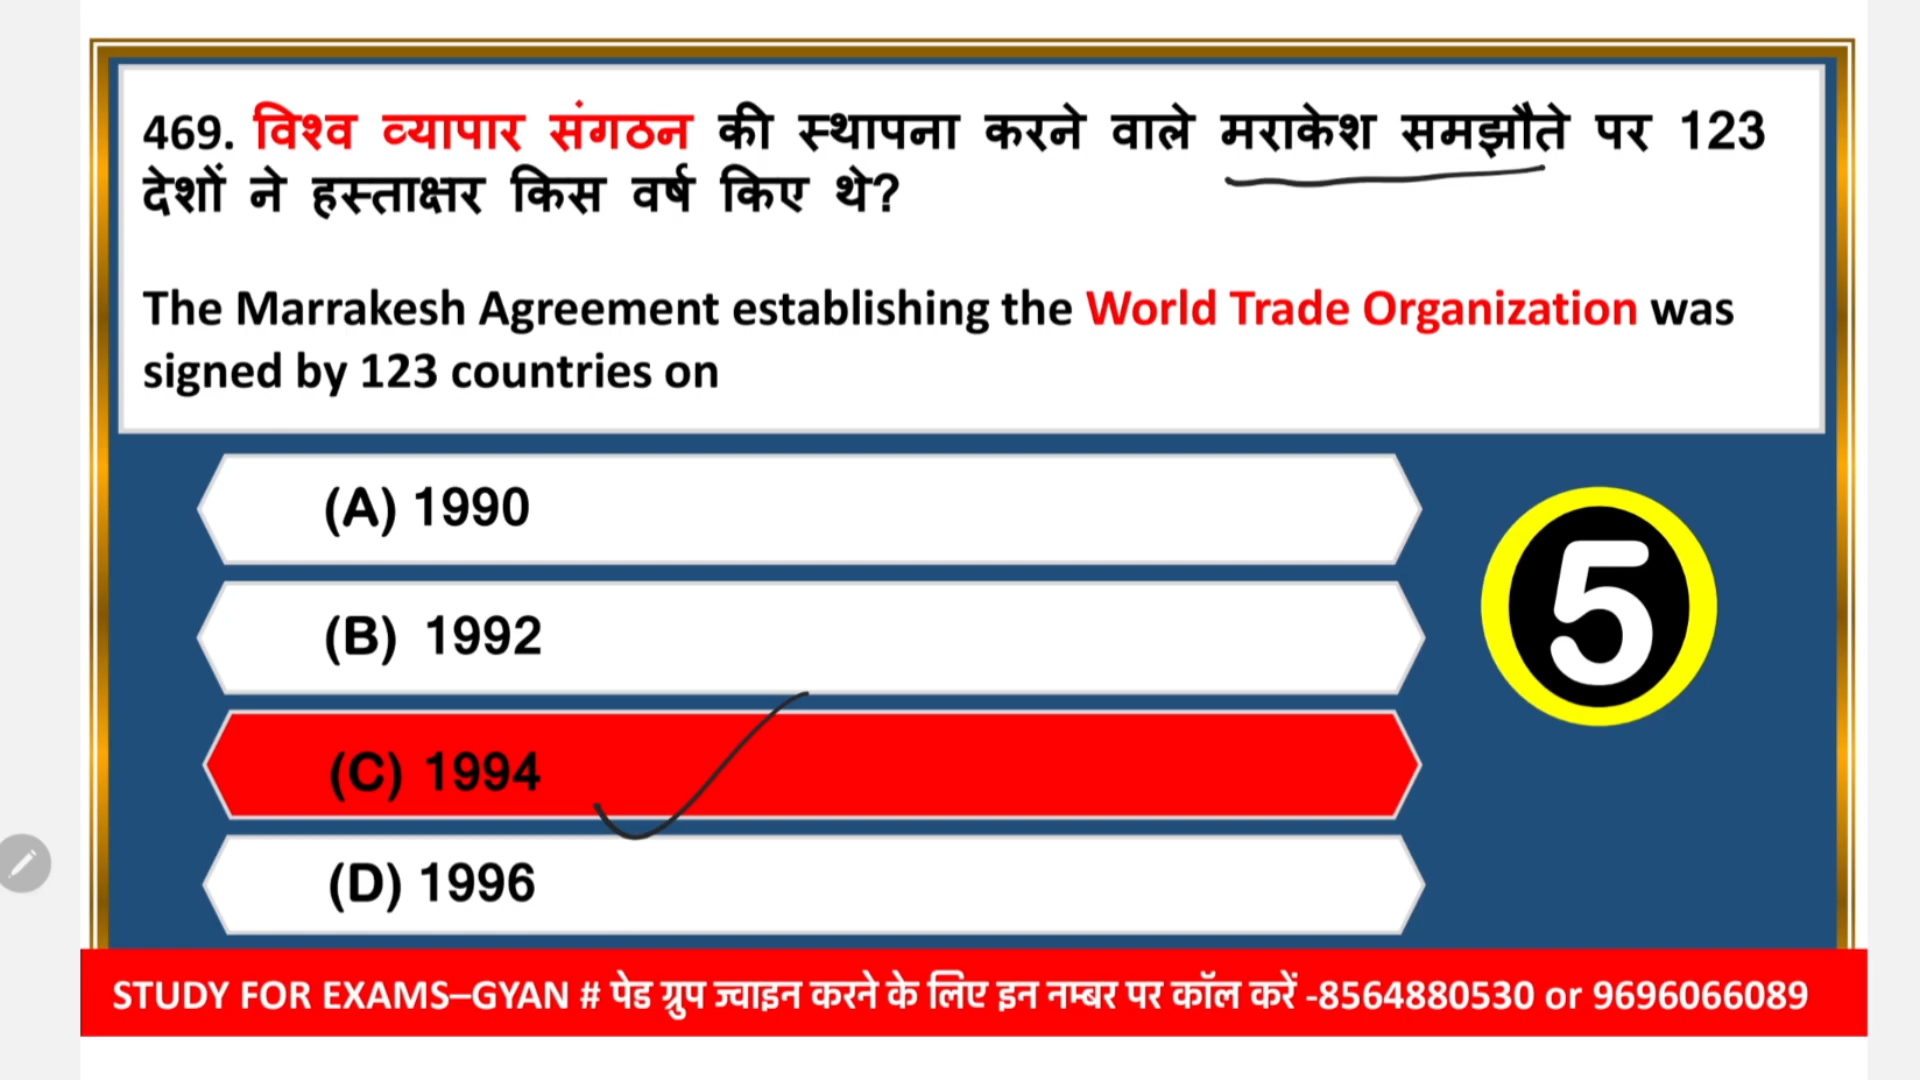 469. विश्व व्यापार संगठन की स्थापना करने वाले मराकेश समझौते पर 123
देशों ने हस्ताक्षर किस वर्ष किए थे?
The Marrakesh Agreement establishing the World Trade Organization was
signed by 123 countries on
(A) 1990
(B) 1992
5
(C) 1994
(D) 1996
STUDY FOR EXAMS–GYAN # पेड ग्रुप ज्वाइन करने के लिए इन नम्बर पर कॉल करें -8564880530 or 9696066089